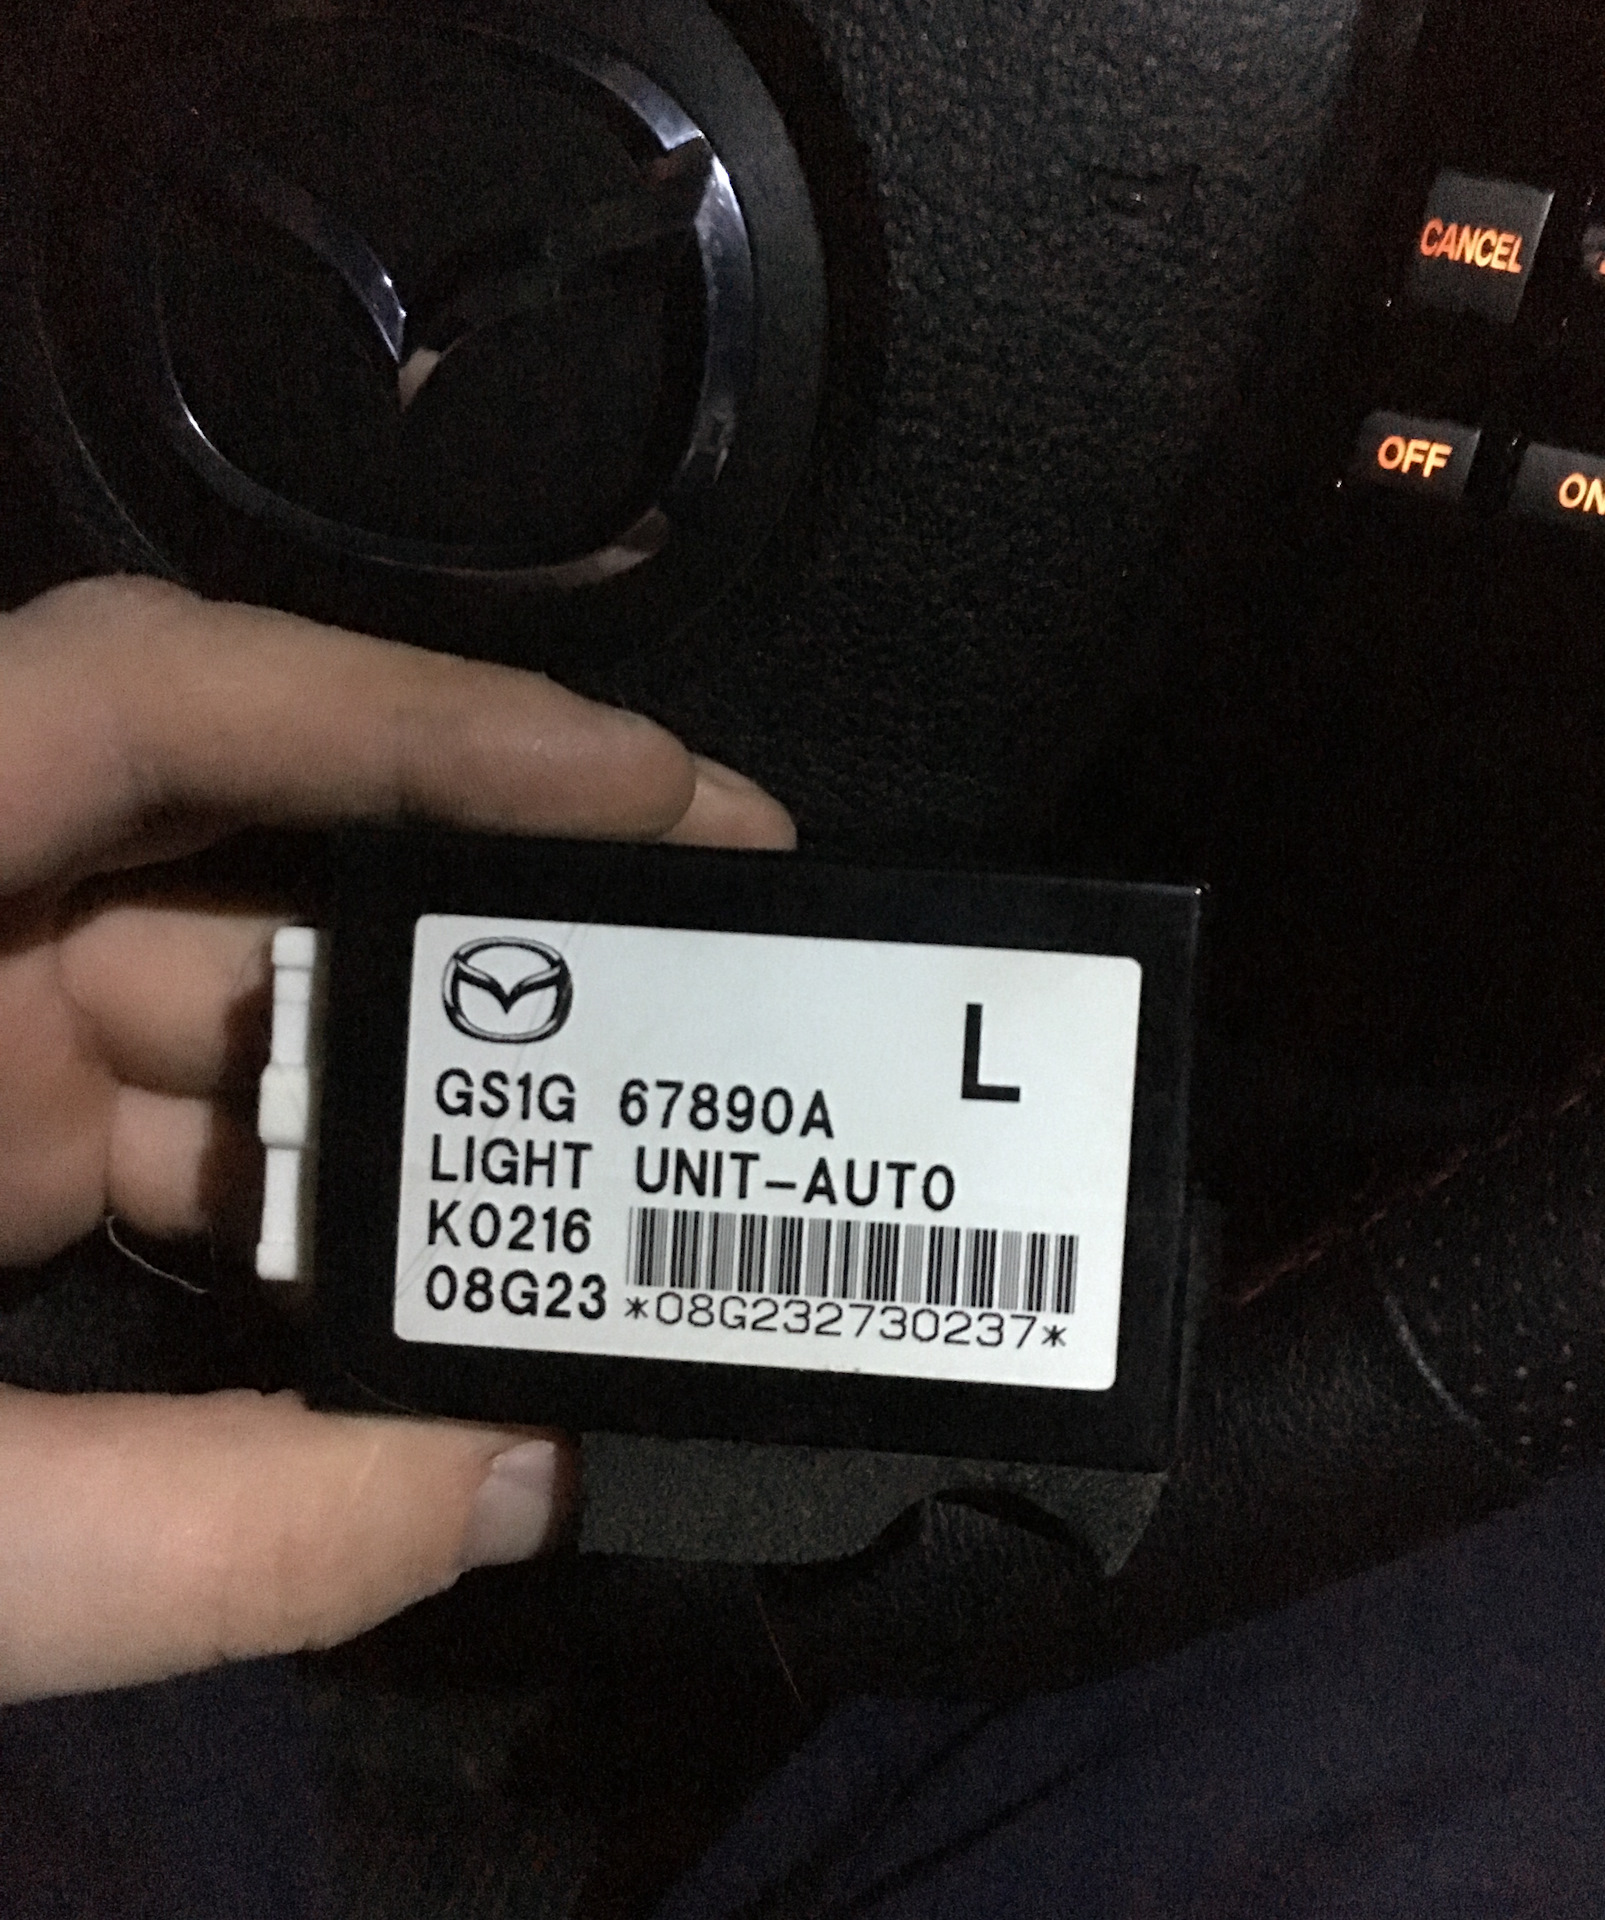 CANCEL
OFF
ON
L
GS1G 67890A
LIGHT UNIT-AUTO
K0216
08G23
*08G232730237*